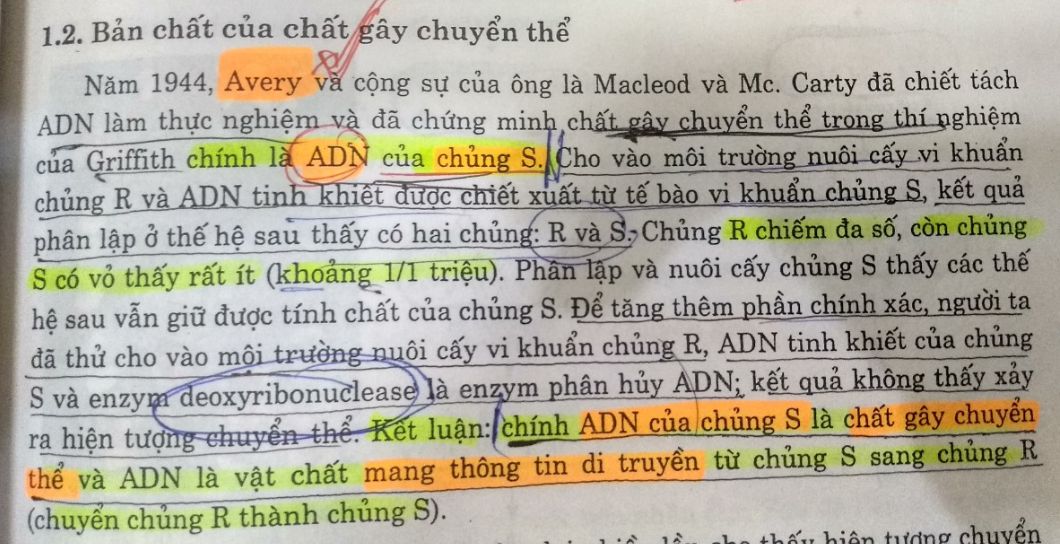 1.2. Bản chất của chất gây chuyển thể
Năm 1944, Avery và cộng sự của ông là Macleod và Mc. Carty đã chiết tách
ADN làm thực nghiệm và đã chứng minh chất gây chuyển thể trong thí nghiệm
của Griffith chính là ADN của chủng S. Cho vào môi trường nuôi cấy vi khuẩn
chủng R và ADN tinh khiết được chiết xuất từ tế bào vi khuẩn chủng S, kết quả
phân lập ở thế hệ sau thấy có hai chủng: R và S. Chủng R chiếm đa số, còn chủng
S có vỏ thấy rất ít (khoảng 1/1 triệu). Phân lập và nuôi cấy chủng S thấy các thế
hệ sau vẫn giữ được tính chất của chủng S. Để tăng thêm phần chính xác, người ta
đã thử cho vào môi trường nuôi cấy vi khuẩn chủng R, ADN tinh khiết của chủng
S và enzym deoxyribonuclease là enzym phân hủy ADN; kết quả không thấy xảy
ra hiện tượng chuyển thể. Kết luận: chính ADN của chủng S là chất gây chuyển
thể và ADN là vật chất mang thông tin di truyền từ chủng S sang chủng R
(chuyển chủng R thành chủng S).
thấy hiện tượng chuyển